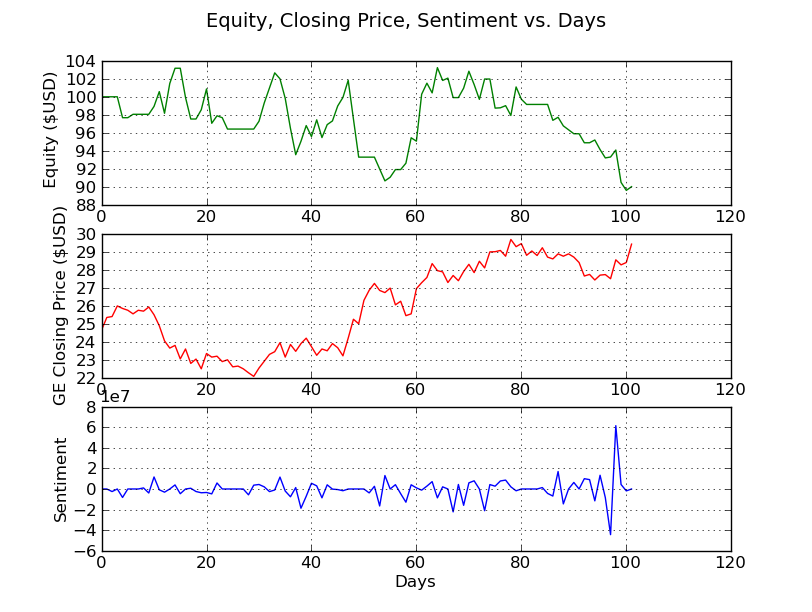 Equity, Closing Price, Sentiment vs. Days
104
102
100
98
96
94
92
90
88
Equity ($USD)
0 20 40 60 80 100 120
30
29
28
27
26
25
24
23
22
GE Closing Price ($USD)
0 20 40 60 80 100 120
1e7
8
6
4
2
0
−2
−4
−6
Sentiment
0 20 40 60 80 100 120
Days